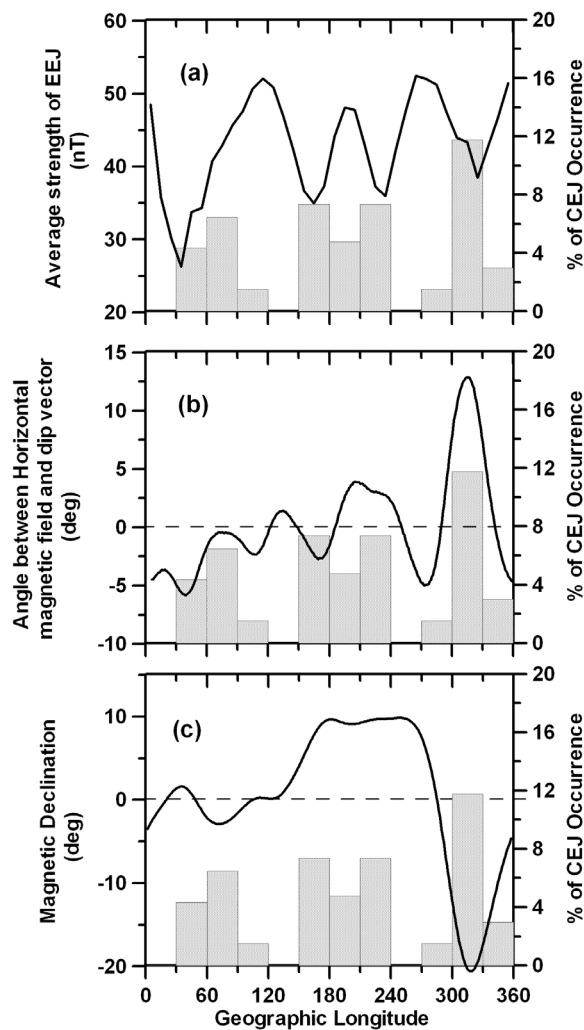 60
50
40
30
20
Average strength of EEJ
(nT)
(a)
20
16
12
8
4
0
% of CEJ Occurrence
15
10
5
0
-5
-10
Angle between Horizontal
magnetic field and dip vector
(deg)
(b)
20
16
12
8
4
0
% of CEJ Occurrence
10
0
-10
-20
Magnetic Declination
(deg)
(c)
20
16
12
8
4
0
% of CEJ Occurrence
0 60 120 180 240 300 360
Geographic Longitude